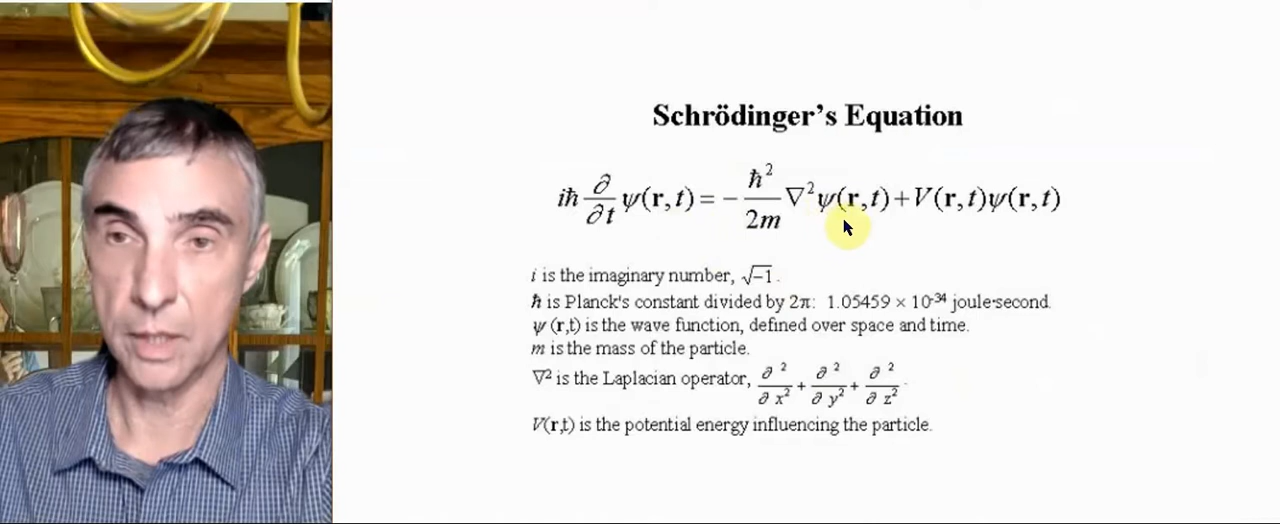 Schrödinger's Equation
iħ ∂/∂t ψ(r,t) = − ħ²/2m ∇²ψ(r,t) + V(r,t)ψ(r,t)
i is the imaginary number, √−1.
ħ is Planck's constant divided by 2π: 1.05459 × 10⁻³⁴ joule-second.
ψ (r,t) is the wave function, defined over space and time.
m is the mass of the particle.
∇² is the Laplacian operator, ∂²/∂x² + ∂²/∂y² + ∂²/∂z².
V(r,t) is the potential energy influencing the particle.